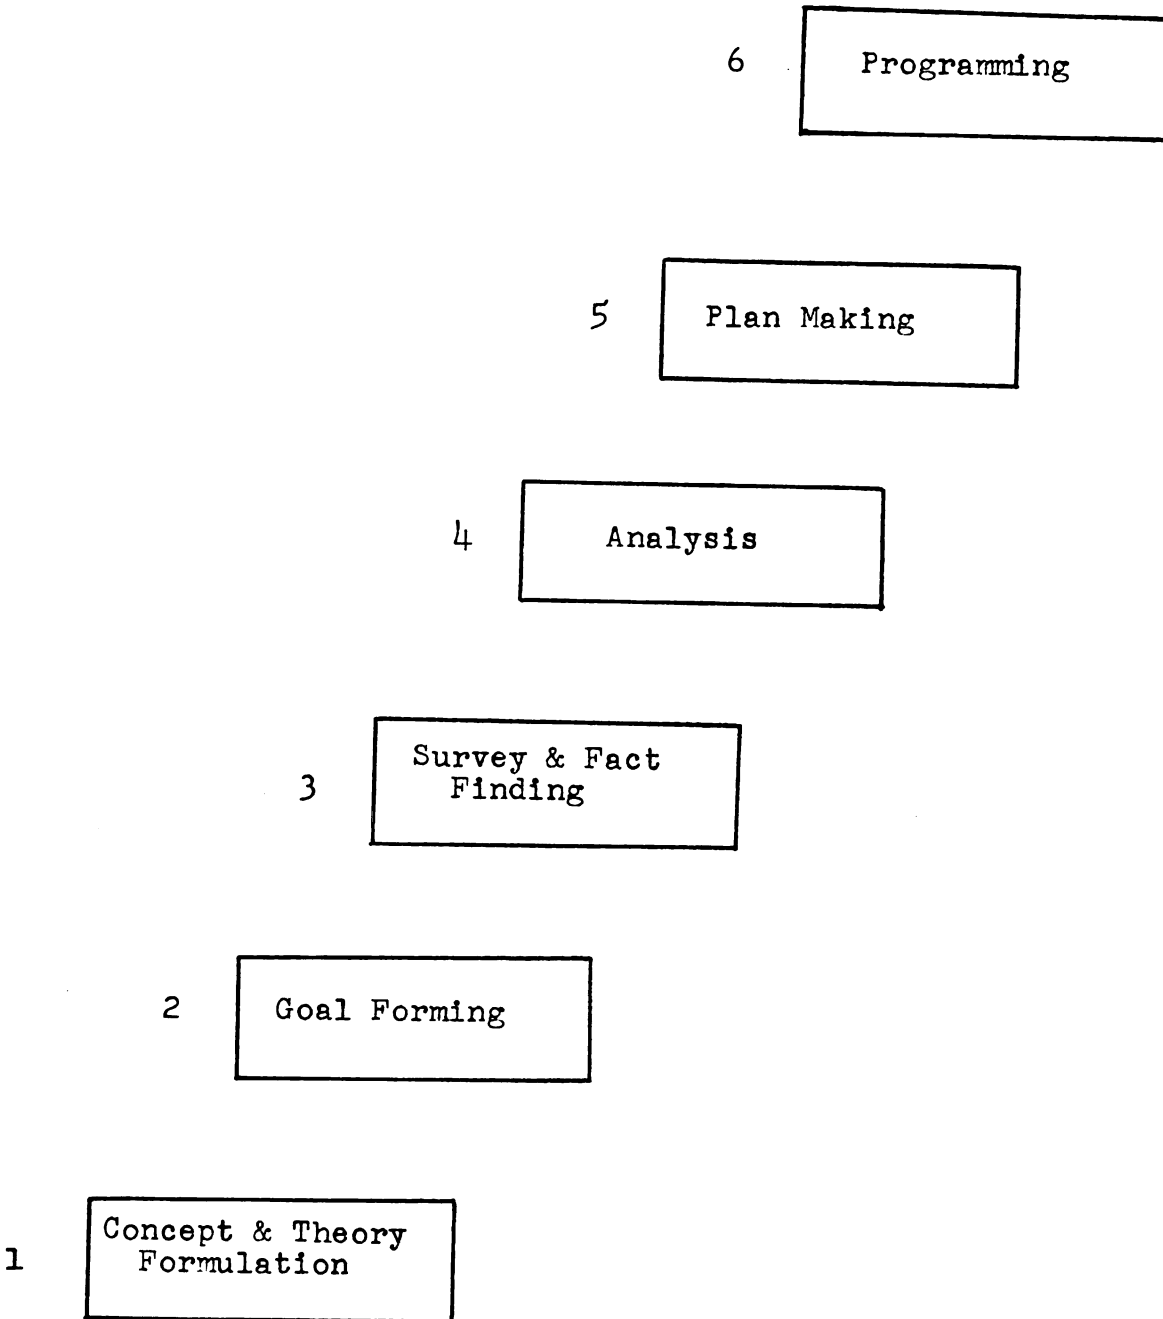 6 Programming
5 Plan Making
4 Analysis
Survey & Fact
3 Finding
2 Goal Forming
Concept & Theory
1 Formulation